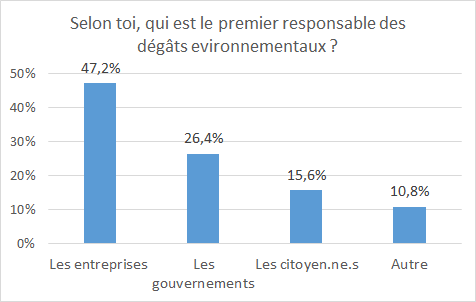 Selon toi, qui est le premier responsable des
dégâts evironnementaux ?
50%
40%
30%
20%
10%
0%
47,2%
26,4%
15,6%
10,8%
Les entreprises
Les
gouvernements
Les citoyen.ne.s
Autre